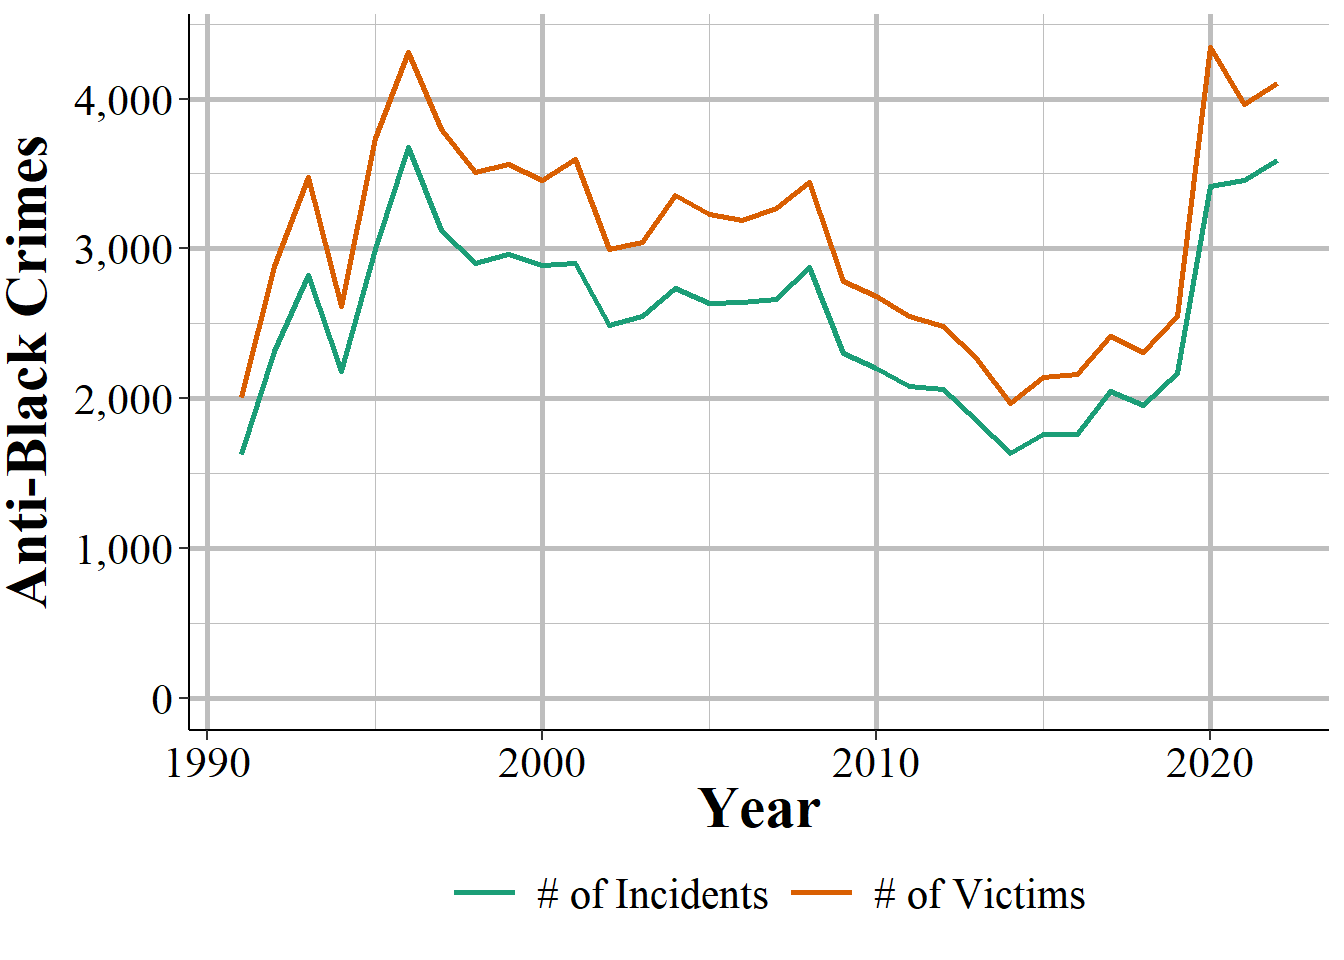 Anti-Black Crimes
4,000
3,000
2,000
1,000
0
1990 2000 2010 2020
Year
# of Incidents # of Victims